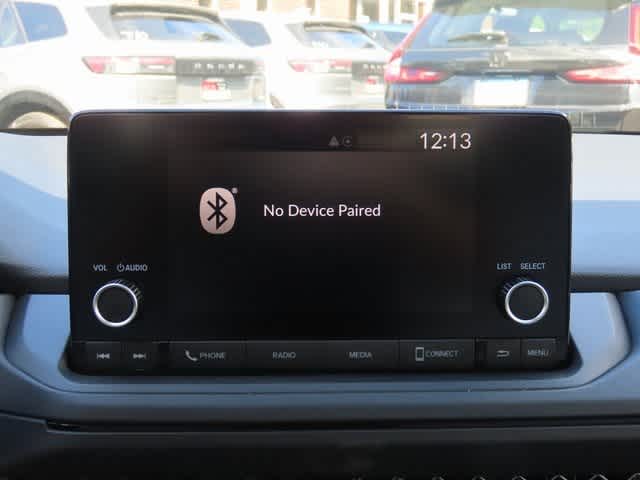 12:13
No Device Paired
VOL AUDIO
LIST SELECT
PHONE RADIO MEDIA CONNECT MENU